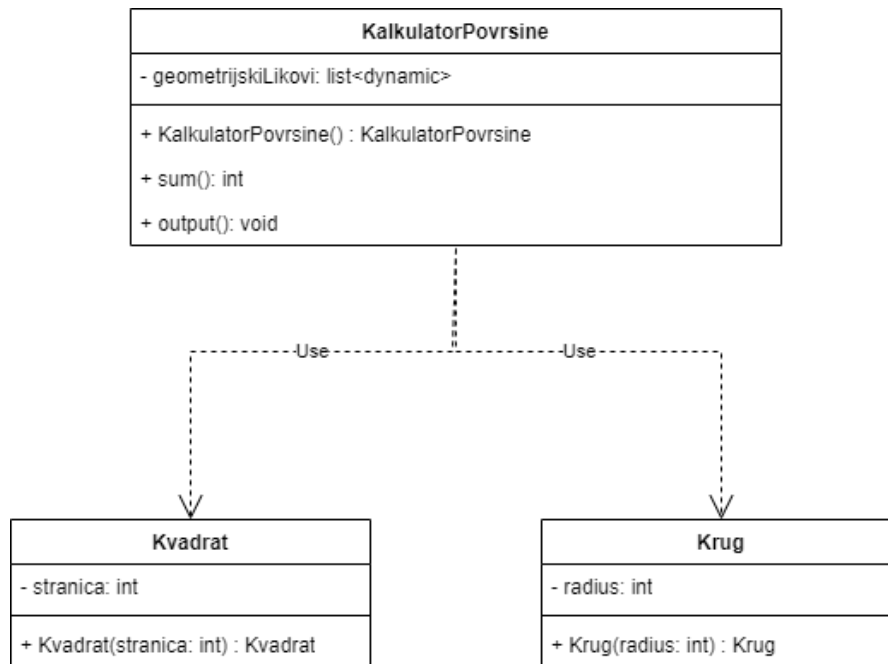 KalkulatorPovrsine
- geometrijskiLikovi: list<dynamic>
+ KalkulatorPovrsine() : KalkulatorPovrsine
+ sum(): int
+ output(): void
Use
Use
Kvadrat
- stranica: int
+ Kvadrat(stranica: int) : Kvadrat
Krug
- radius: int
+ Krug(radius: int) : Krug